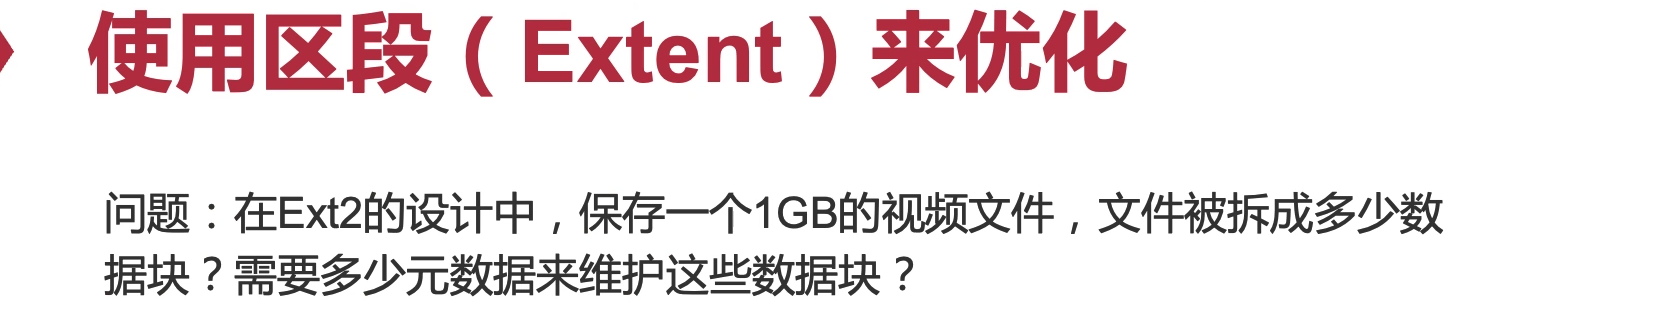 使用区段（Extent）来优化
问题：在Ext2的设计中，保存一个1GB的视频文件，文件被拆成多少数
据块？需要多少元数据来维护这些数据块？